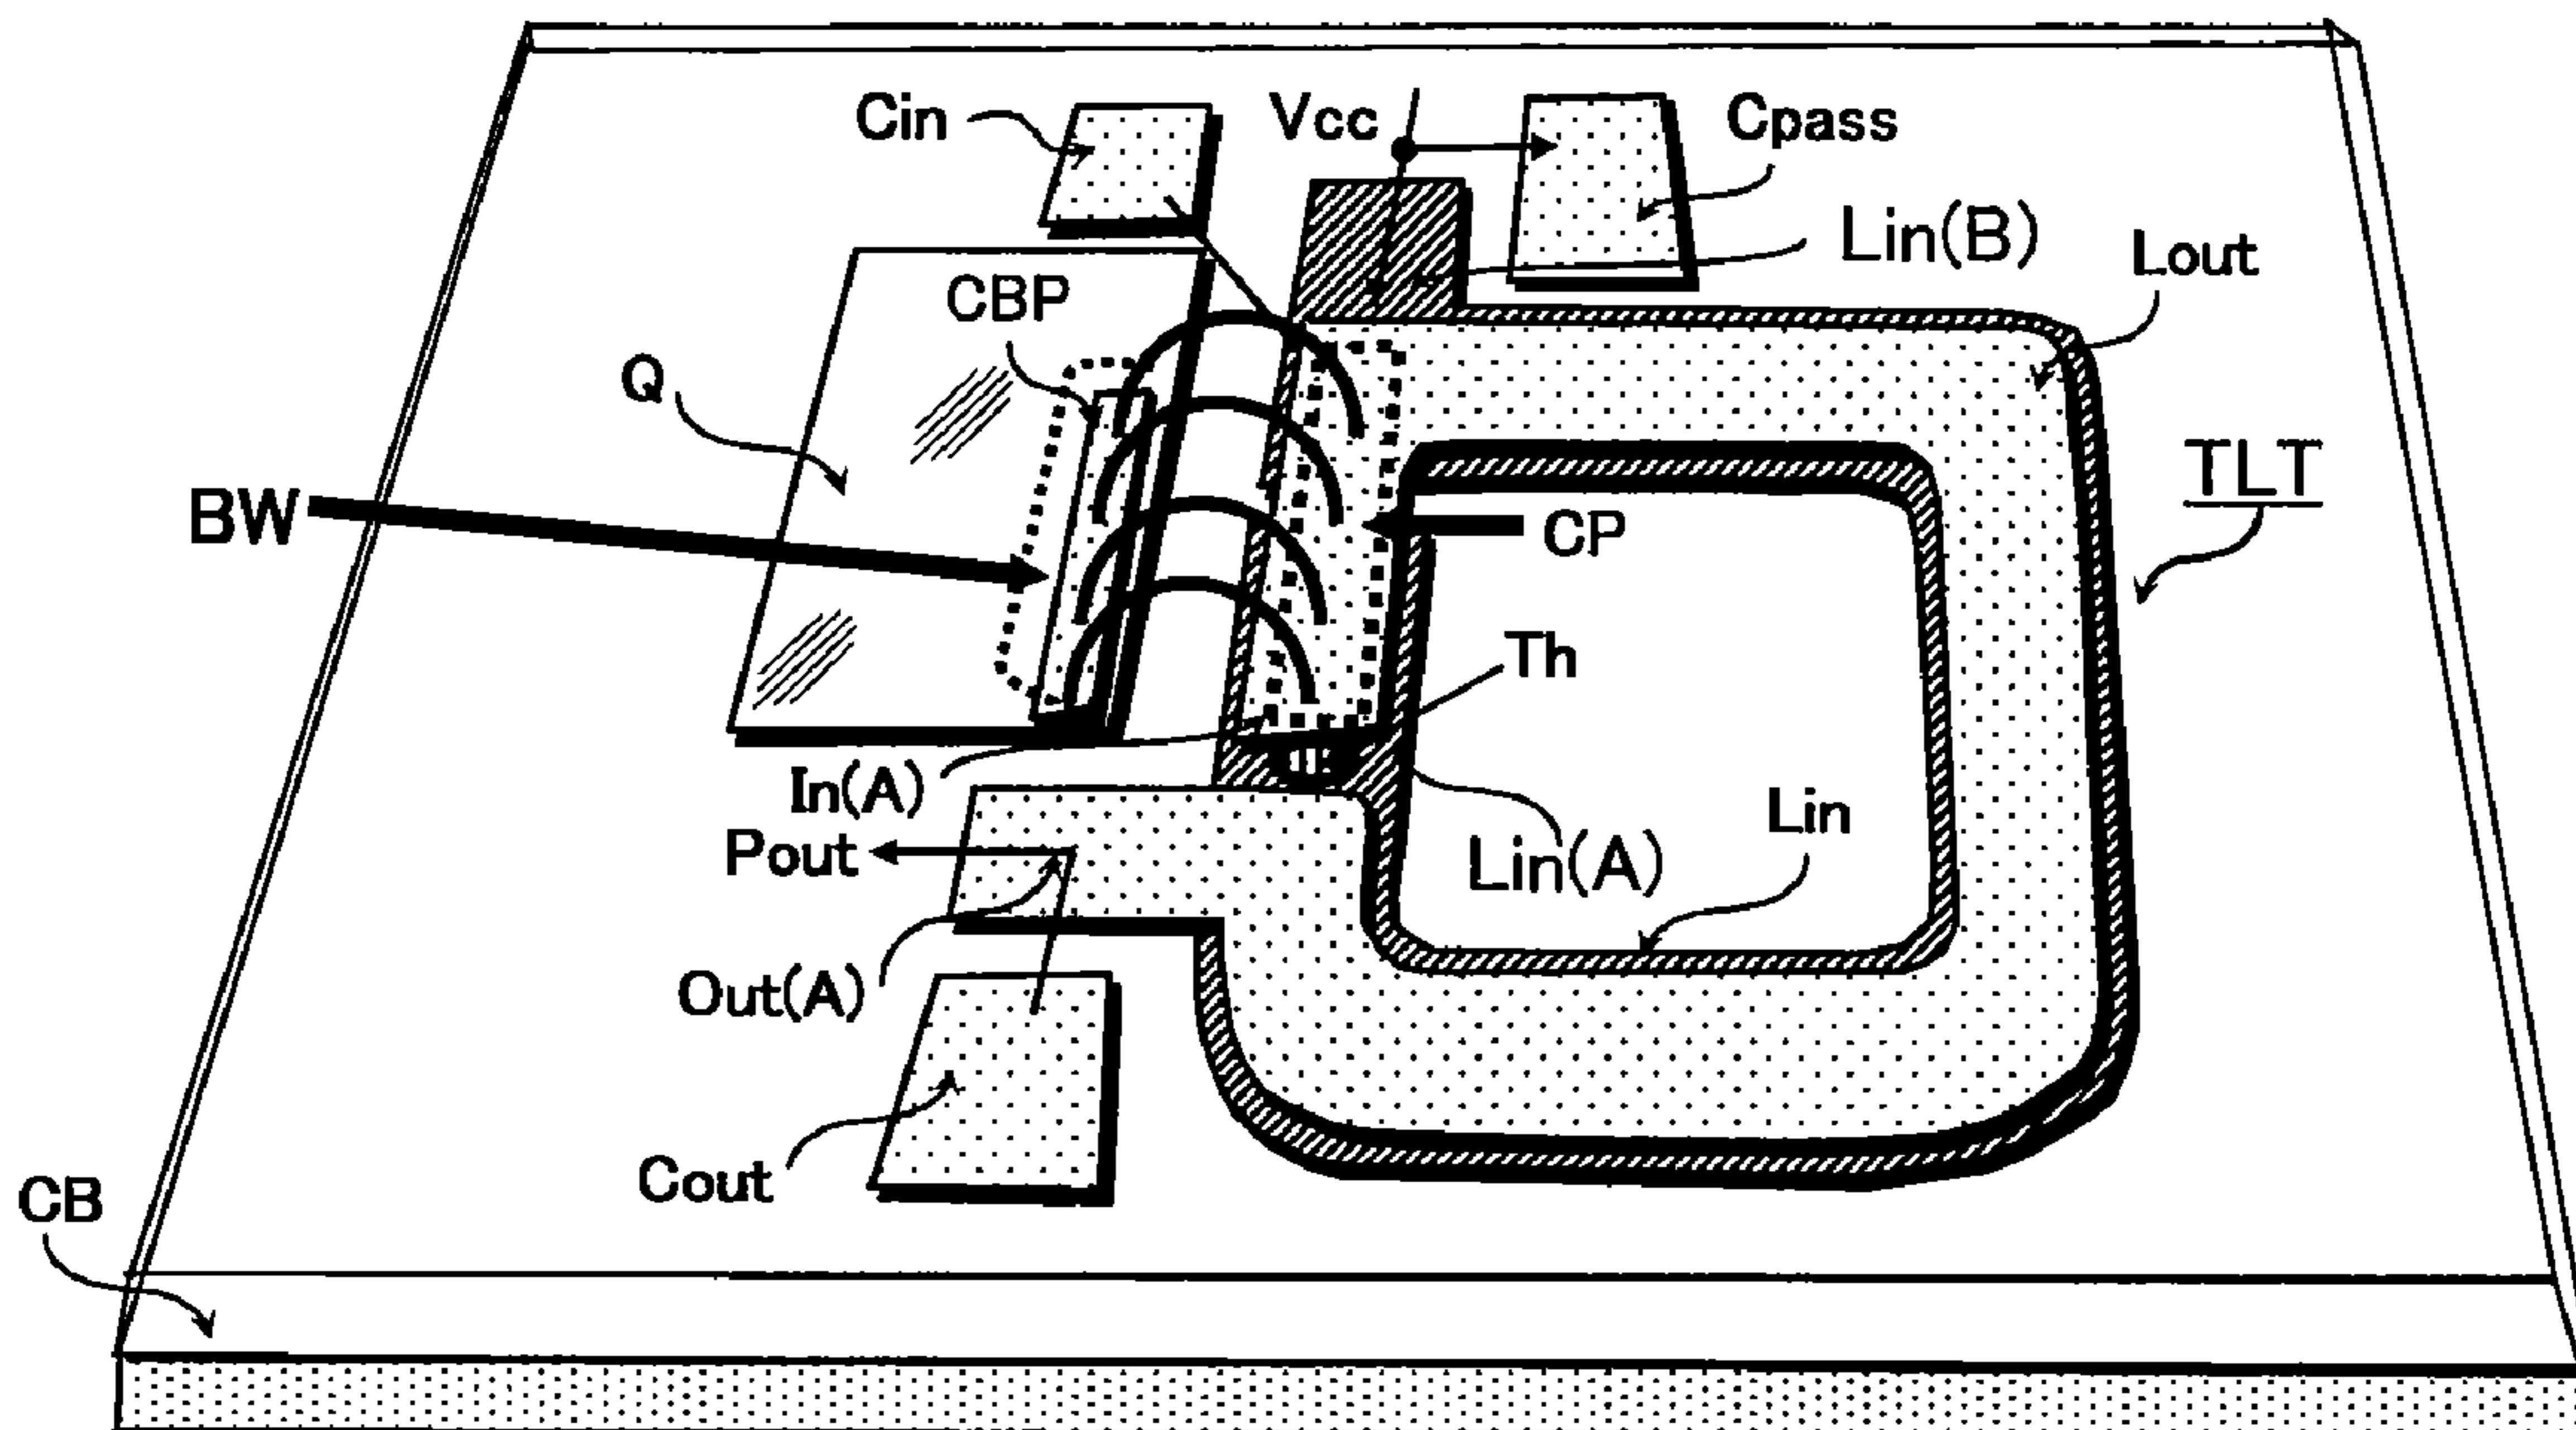 Cin
Vcc
Cpass
Lin(B)
Lout
CBP
Q
TLT
BW
CP
Th
In(A)
Lin
Pout
Lin(A)
Out(A)
Cout
CB